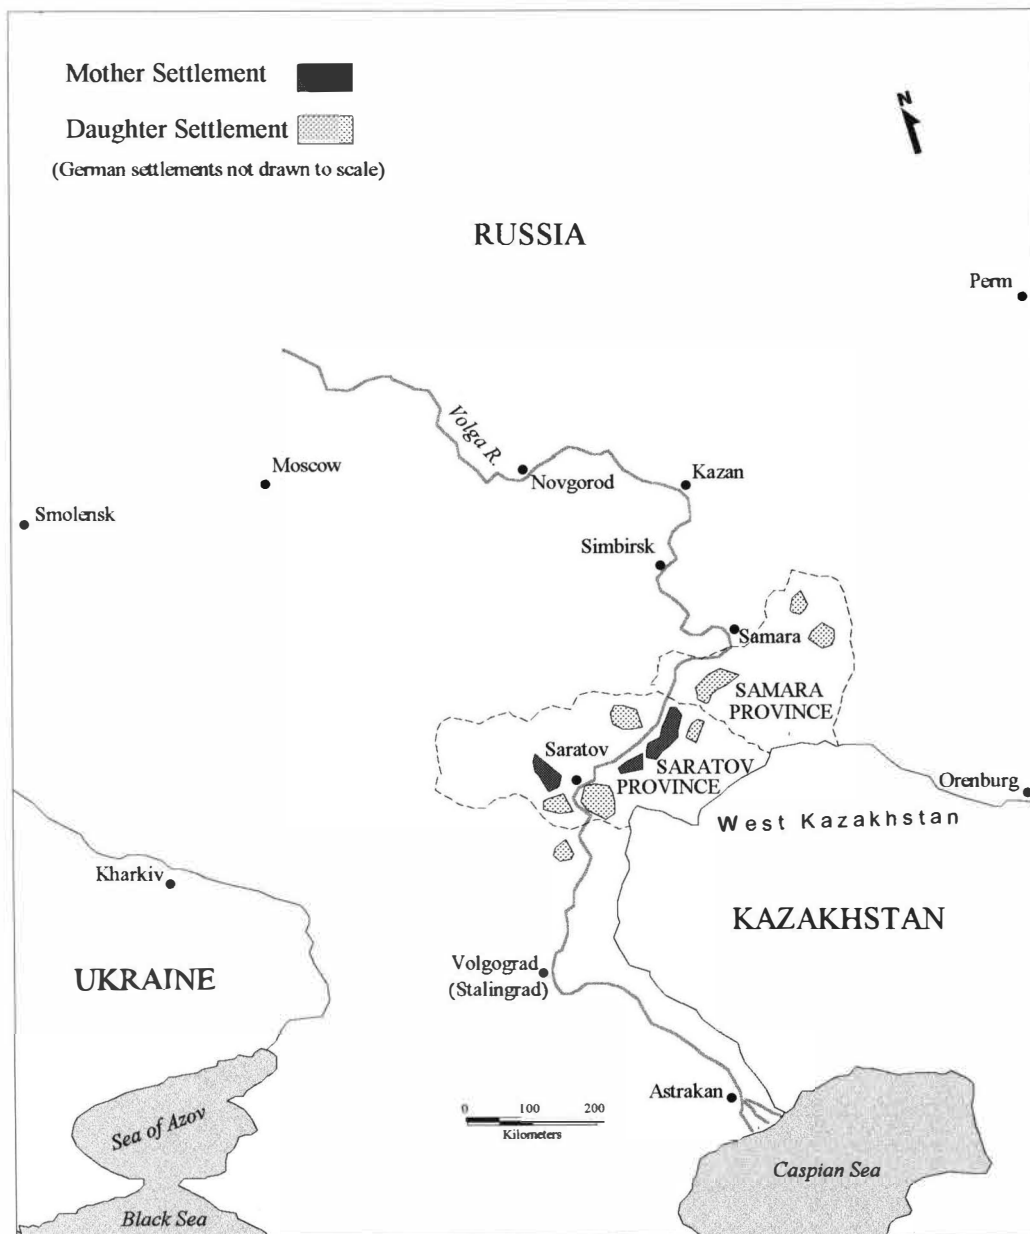 Mother Settlement
Daughter Settlement
(German settlements not drawn to scale)
N
RUSSIA
Perm
Volga R.
Moscow
Novgorod
Kazan
Smolensk
Simbirsk
Samara
SAMARA
PROVINCE
Saratov
SARATOV
PROVINCE
Orenburg
West Kazakhstan
Kharkiv
KAZAKHSTAN
UKRAINE
Volgograd
(Stalingrad)
Astrakan
0 100 200
Kilometers
Sea of Azov
Caspian Sea
Black Sea